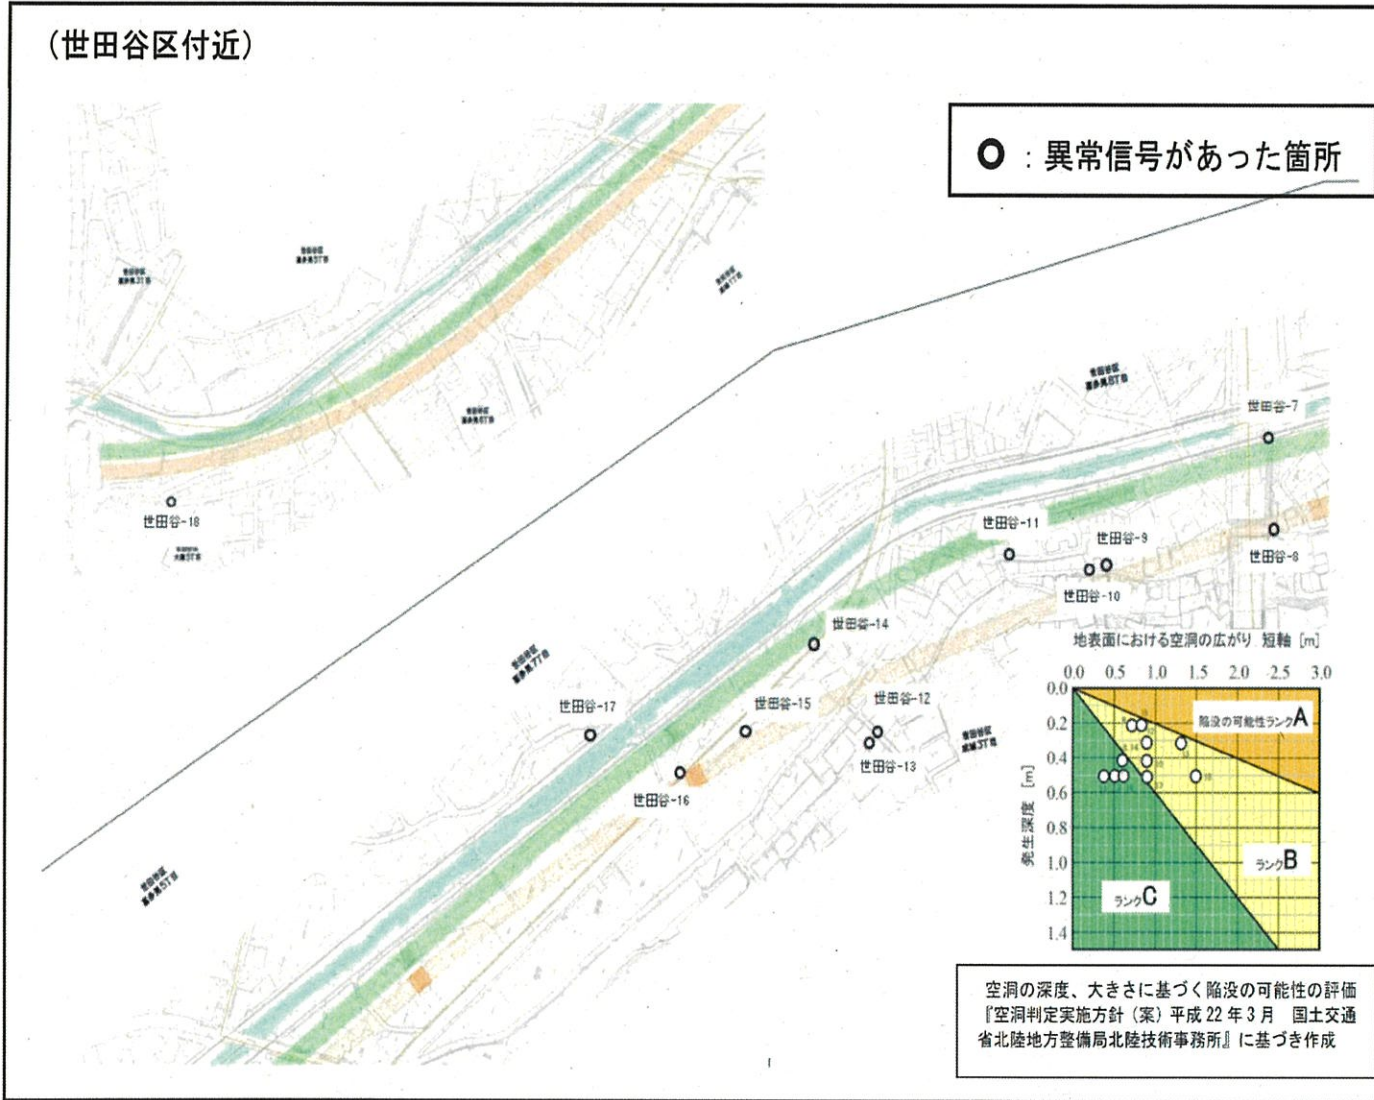 （世田谷区付近）
：異常信号があった箇所
世田谷-7
世田谷-8
世田谷-11
世田谷-9
世田谷-10
世田谷-18
世田谷-14
世田谷-17
世田谷-15
世田谷-12
世田谷-13
世田谷-16
地表面における空洞の広がり 短軸 [m]
0.0 0.5 1.0 1.5 2.0 2.5 3.0
0.0
0.2
0.4
0.6
0.8
1.0
1.2
1.4
発生深度 [m]
陥没の可能性ランクA
ランクB
ランクC
空洞の深度、大きさに基づく陥没の可能性の評価
『空洞判定実施方針（案）平成22年3月　国土交通
省北陸地方整備局北陸技術事務所』に基づき作成